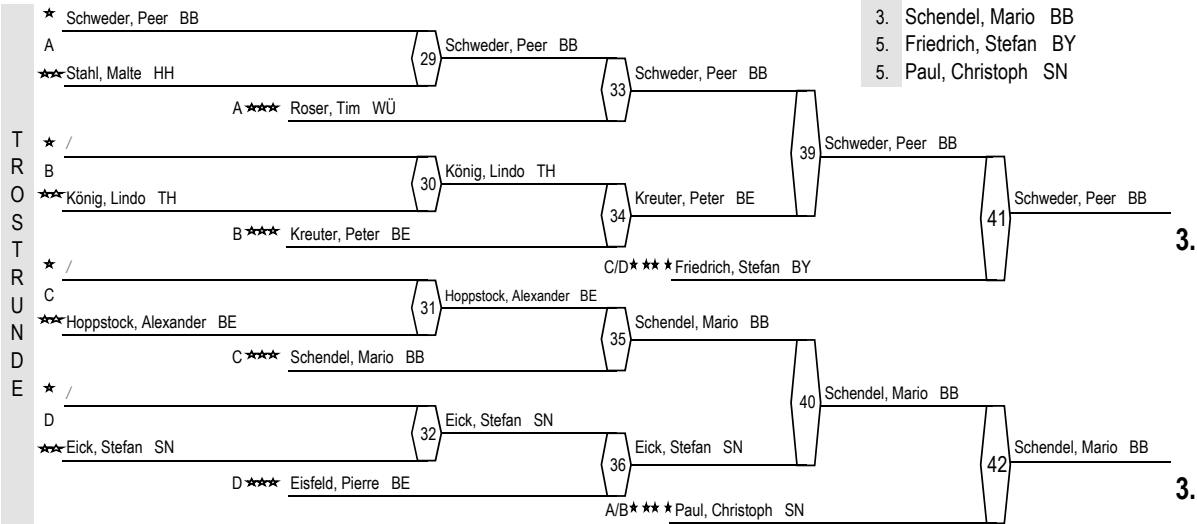 3. Schendel, Mario BB
5. Friedrich, Stefan BY
5. Paul, Christoph SN
TROSTRUNDE
★ Schweder, Peer BB
A
★★ Stahl, Malte HH
29
Schweder, Peer BB
A ★★★ Roser, Tim WÜ
33
Schweder, Peer BB
★ /
B
★★ König, Lindo TH
30
König, Lindo TH
B ★★★ Kreuter, Peter BE
34
Kreuter, Peter BE
39
Schweder, Peer BB
C/D ★ ★★ ★ Friedrich, Stefan BY
41
Schweder, Peer BB
3.
★ /
C
★★ Hoppstock, Alexander BE
31
Hoppstock, Alexander BE
C ★★★ Schendel, Mario BB
35
Schendel, Mario BB
★ /
D
★★ Eick, Stefan SN
32
Eick, Stefan SN
D ★★★ Eisfeld, Pierre BE
36
Eick, Stefan SN
40
Schendel, Mario BB
A/B ★ ★★ ★ Paul, Christoph SN
42
Schendel, Mario BB
3.